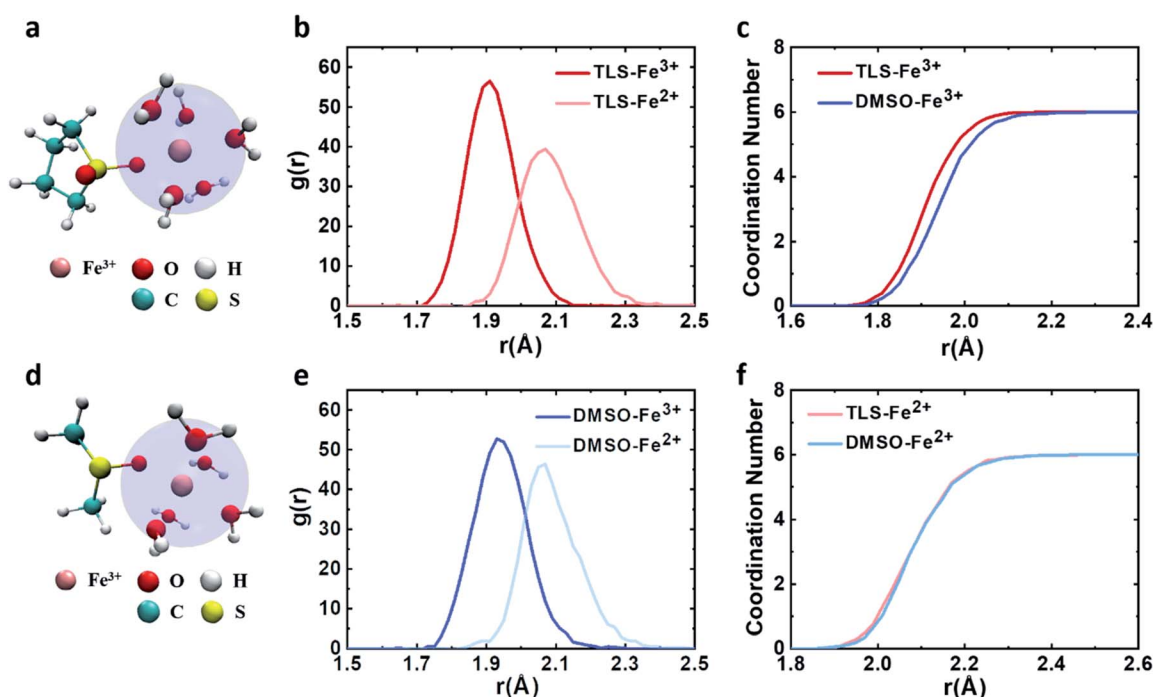 a
Fe³⁺ O H
C S
b
TLS-Fe³⁺
TLS-Fe²⁺
g(r)
60
50
40
30
20
10
0
1.5 1.7 1.9 2.1 2.3 2.5
r(Å)
c
TLS-Fe³⁺
DMSO-Fe³⁺
Coordination Number
8
6
4
2
0
1.6 1.8 2.0 2.2 2.4
r(Å)
d
Fe³⁺ O H
C S
e
DMSO-Fe³⁺
DMSO-Fe²⁺
g(r)
60
50
40
30
20
10
0
1.5 1.7 1.9 2.1 2.3 2.5
r(Å)
f
TLS-Fe²⁺
DMSO-Fe²⁺
Coordination Number
8
6
4
2
0
1.8 2.0 2.2 2.4 2.6
r(Å)